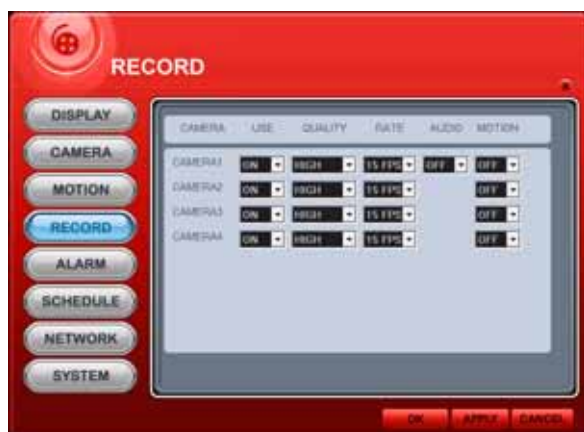 RECORD
DISPLAY
CAMERA
MOTION
RECORD
ALARM
SCHEDULE
NETWORK
SYSTEM
CAMERA USE QUALITY RATE AUDIO MOTION
CAMERA1 ON HIGH 15 FPS OFF OFF
CAMERA2 ON HIGH 15 FPS OFF
CAMERA3 ON HIGH 15 FPS OFF
CAMERA4 ON HIGH 15 FPS OFF
OK APPLY CANCEL